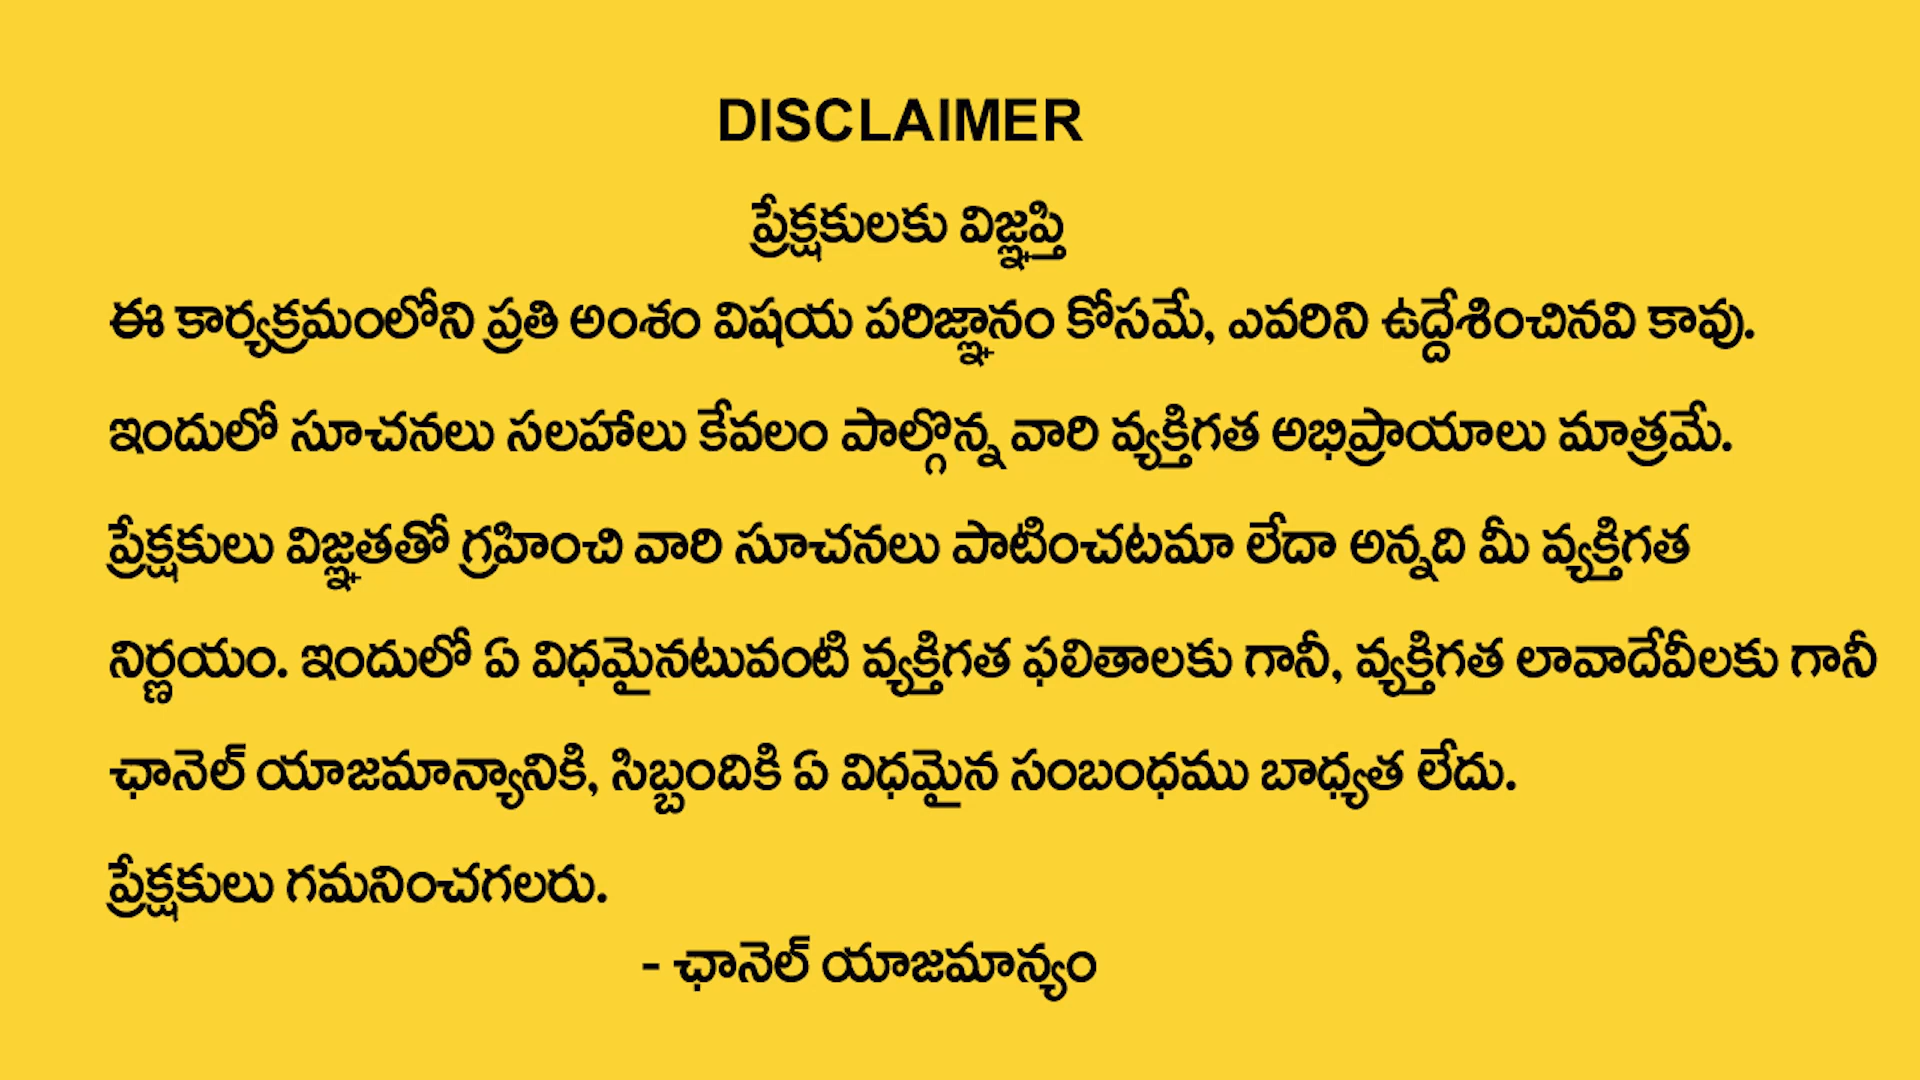 DISCLAIMER
ప్రేక్షకులకు విజ్ఞప్తి
ఈ కార్యక్రమంలోని ప్రతి అంశం విషయ పరిజ్ఞానం కోసమే, ఎవరిని ఉద్దేశించినవి కావు.
ఇందులో సూచనలు సలహాలు కేవలం పాల్గొన్న వారి వ్యక్తిగత అభిప్రాయాలు మాత్రమే.
ప్రేక్షకులు విజ్ఞతతో గ్రహించి వారి సూచనలు పాటించటమా లేదా అన్నది మీ వ్యక్తిగత
నిర్ణయం. ఇందులో ఏ విధమైనటువంటి వ్యక్తిగత ఫలితాలకు గానీ, వ్యక్తిగత లావాదేవీలకు గానీ
ఛానెల్ యాజమాన్యానికి, సిబ్బందికి ఏ విధమైన సంబంధము బాధ్యత లేదు.
ప్రేక్షకులు గమనించగలరు.
- ఛానెల్ యాజమాన్యం